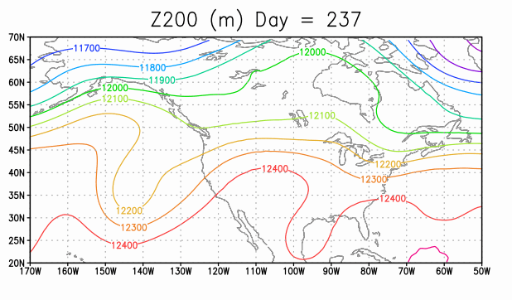 Z200 (m) Day = 237
70N
65N
60N
55N
50N
45N
40N
35N
30N
25N
20N
11700
11800
11900
12000
12000
12100
12100
12200
12200
12300
12300
12400
12400
12400
170W 160W 150W 140W 130W 120W 110W 100W 90W 80W 70W 60W 50W